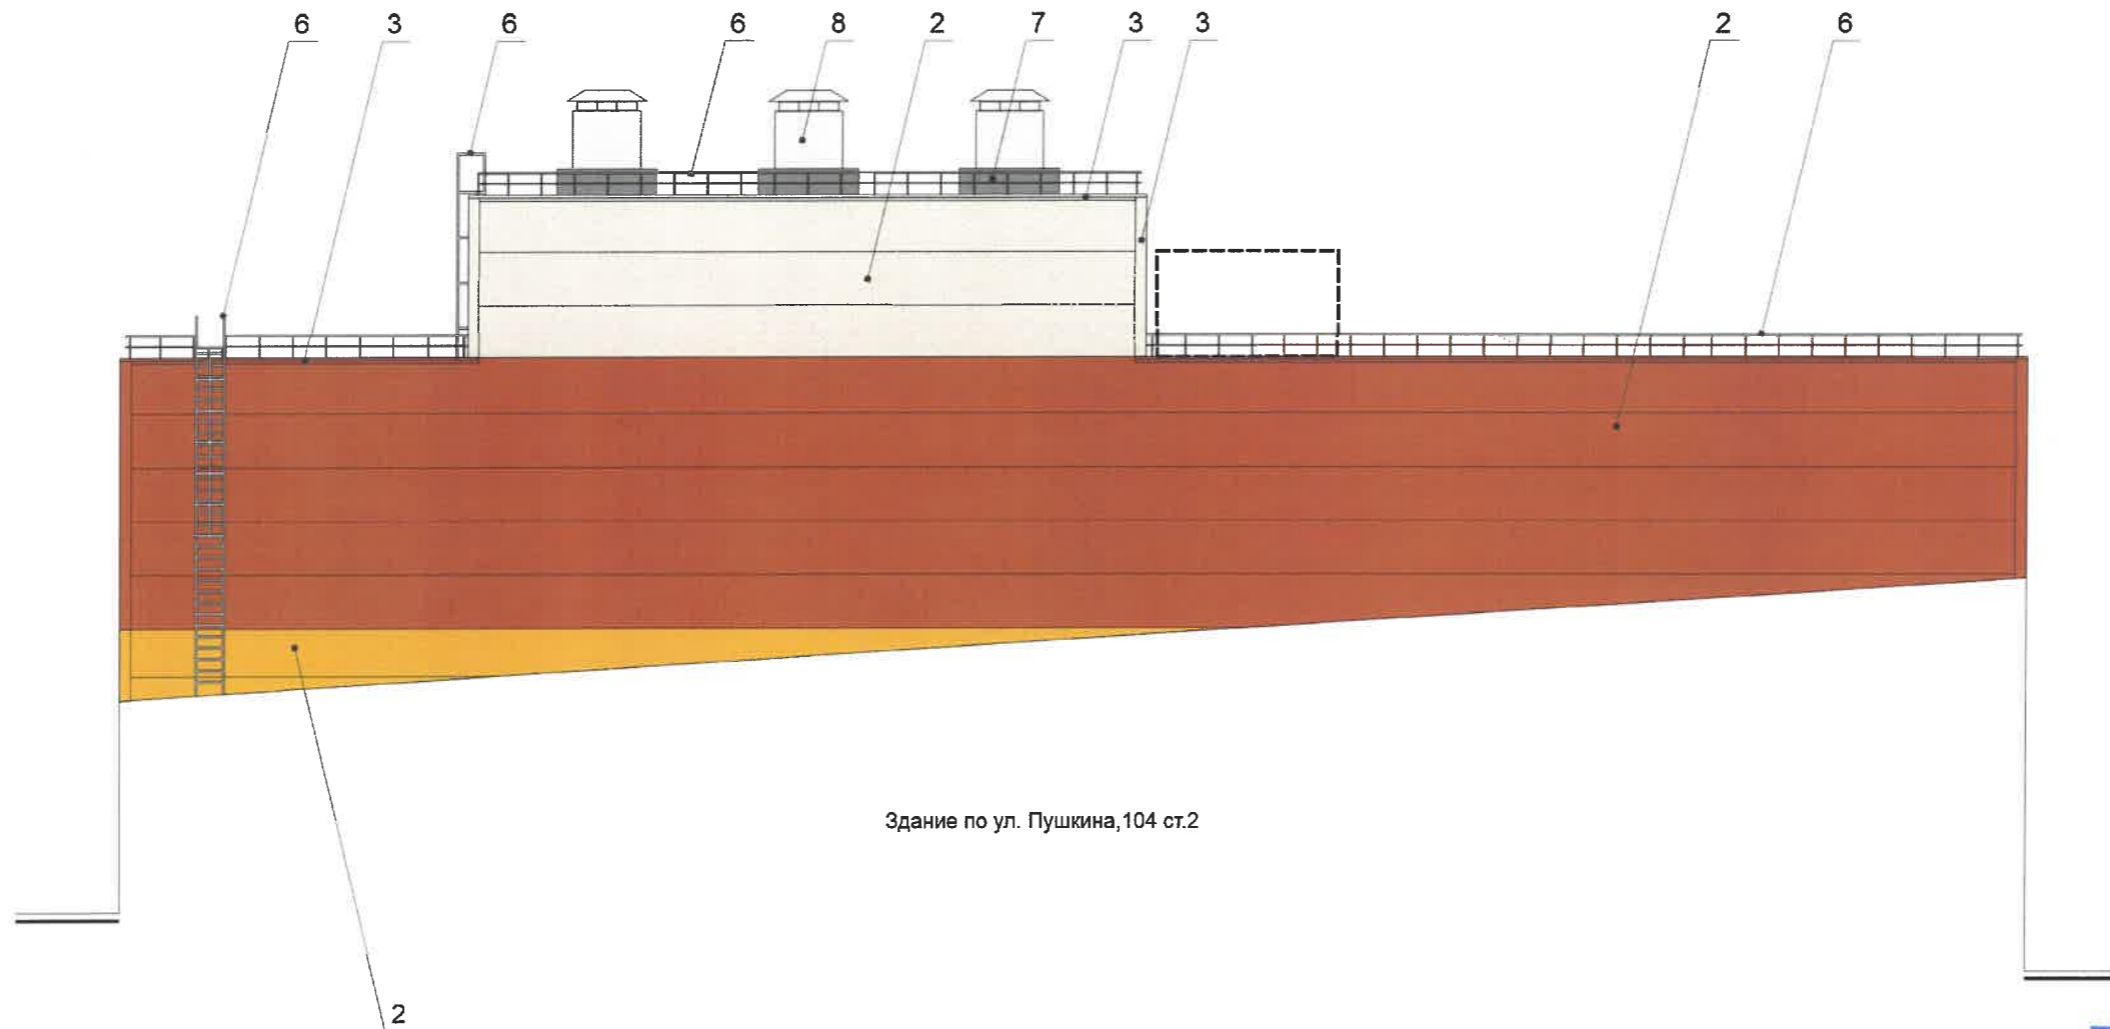 6 3 6 6 8 2 7 3 3 2 6
Здание по ул. Пушкина,104 ст.2
2